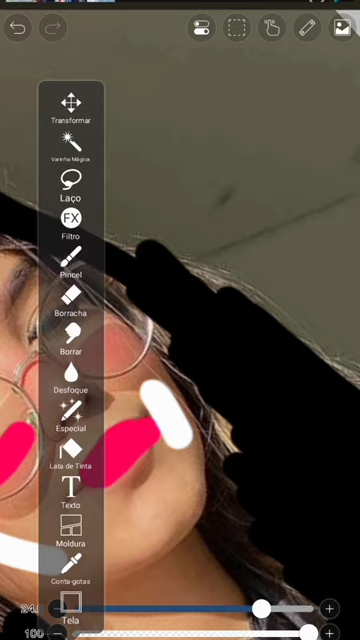 Transformar
Varinha Mágica
Laço
FX
Filtro
Pincel
Borracha
Borrar
Desfoque
Especial
Lata de Tinta
T
Texto
Moldura
Conta-gotas
24.0
Tela
100